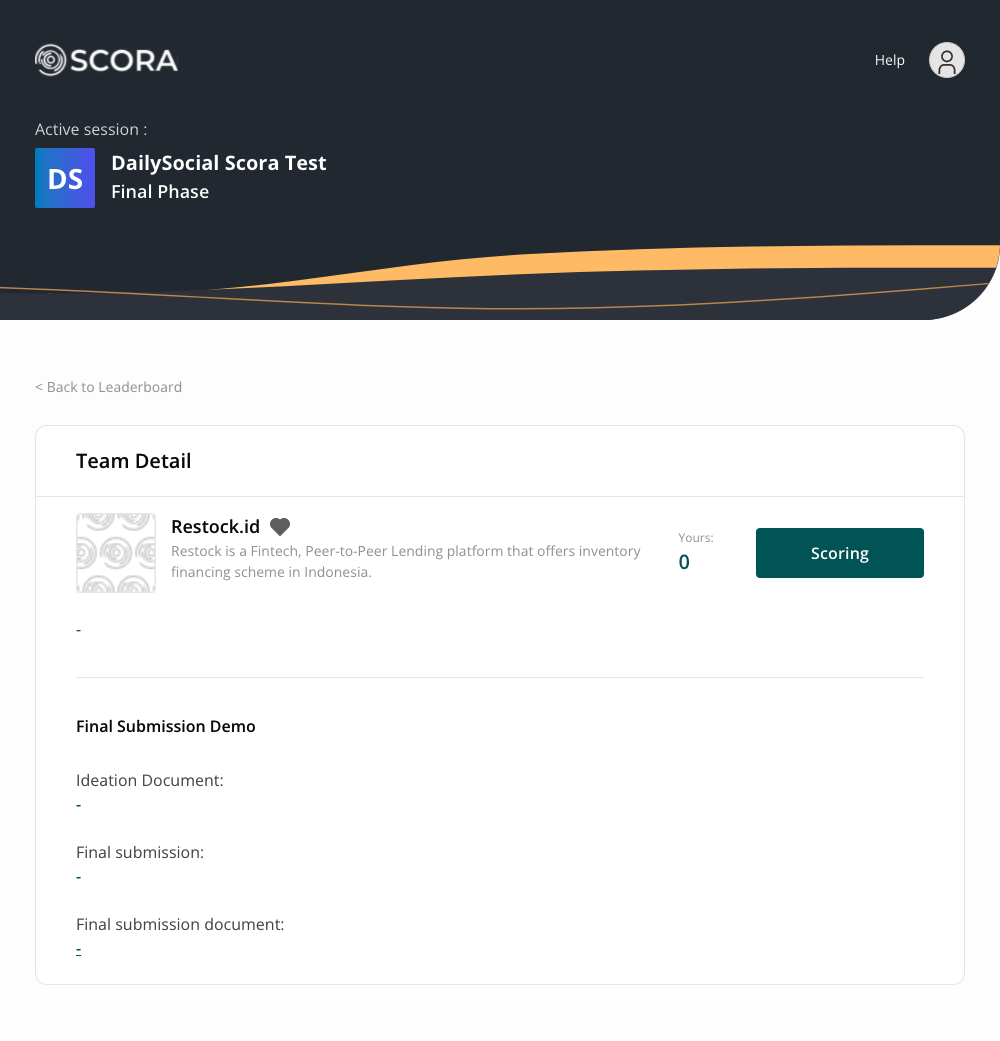 SCORA
Help
Active session :
DS
DailySocial Scora Test
Final Phase
< Back to Leaderboard
Team Detail
Restock.id
Restock is a Fintech, Peer-to-Peer Lending platform that offers inventory
financing scheme in Indonesia.
Yours:
0
Scoring
-
Final Submission Demo
Ideation Document:
-
Final submission:
-
Final submission document:
-